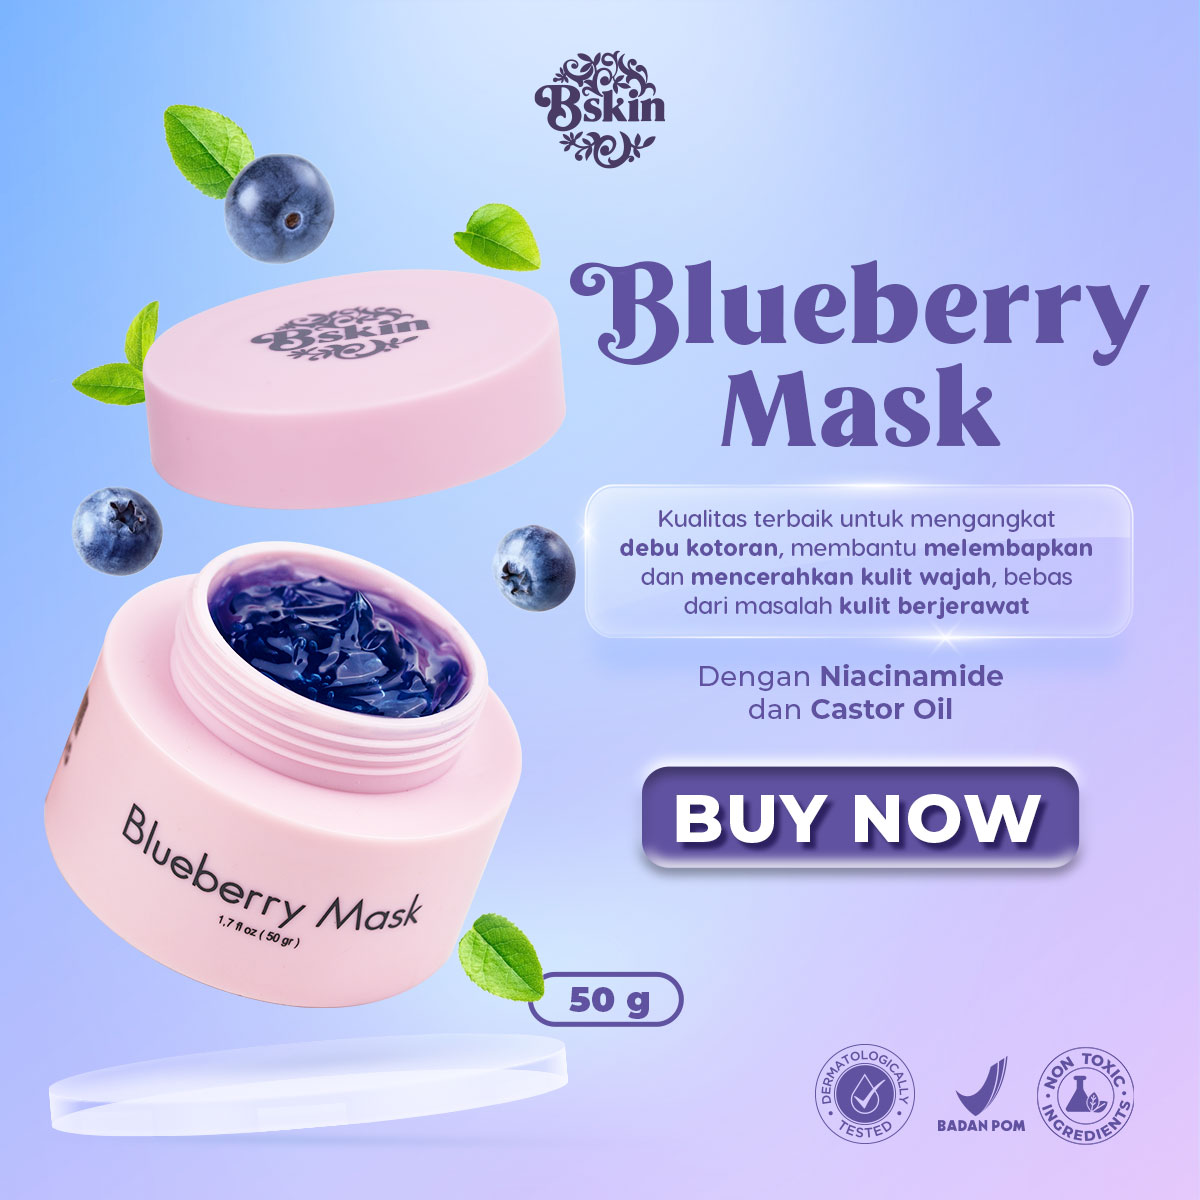 Bskin
Blueberry
Mask
Bskin
Kualitas terbaik untuk mengangkat
debu kotoran, membantu melembapkan
dan mencerahkan kulit wajah, bebas
dari masalah kulit berjerawat
Dengan Niacinamide
dan Castor Oil
BUY NOW
Blueberry Mask
1.7 fl oz ( 50 gr )
50 g
DERMATOLOGICALLY
TESTED
BADAN POM
NON TOXIC
INGREDIENTS